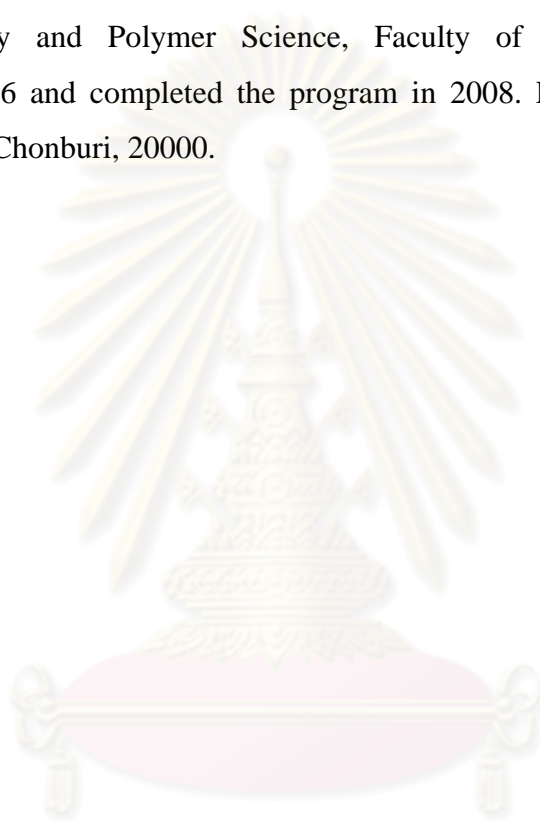 and Polymer Science, Faculty of
6 and completed the program in 2008.
Chonburi, 20000.